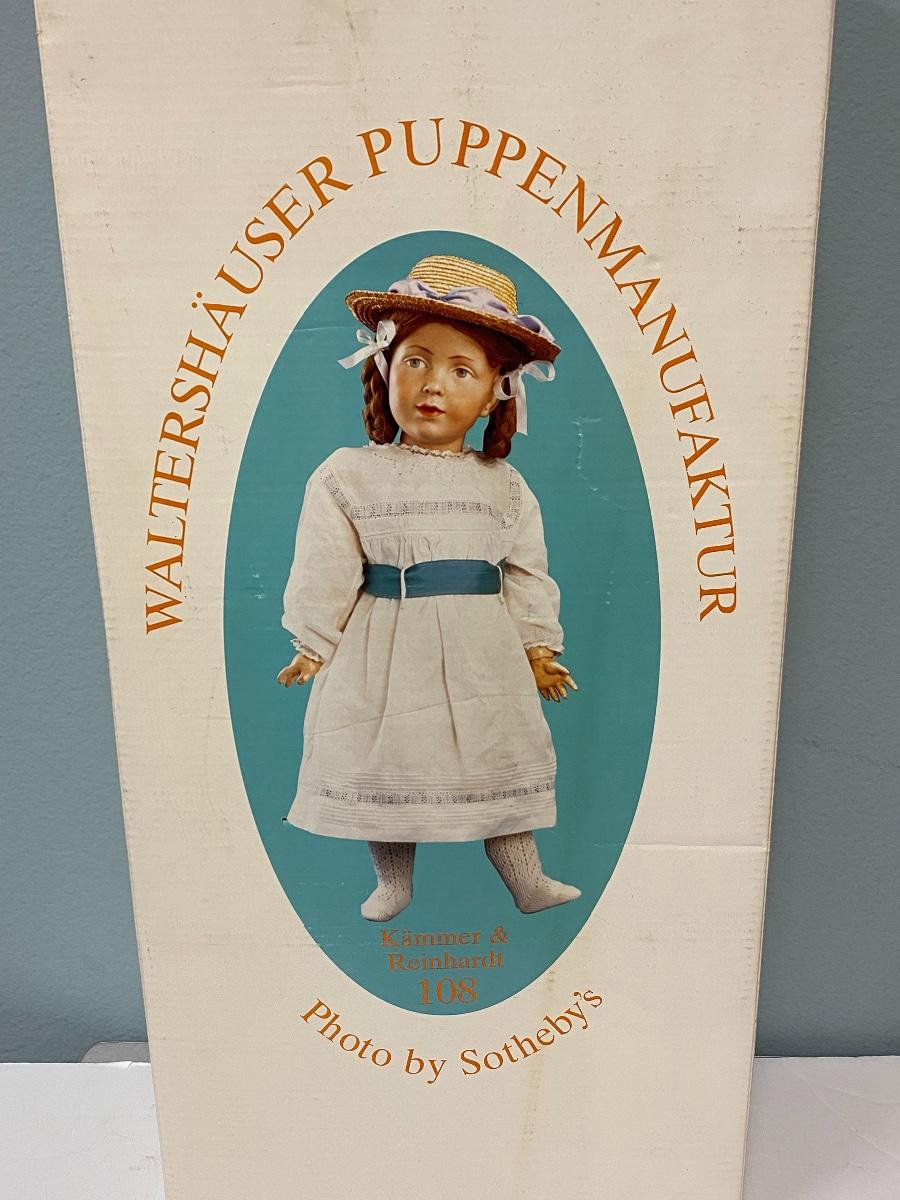 WALTERSHÄUSER PUPPENMANUFAKTUR
Kämmer &
Reinhardt
108
Photo by Sotheby's